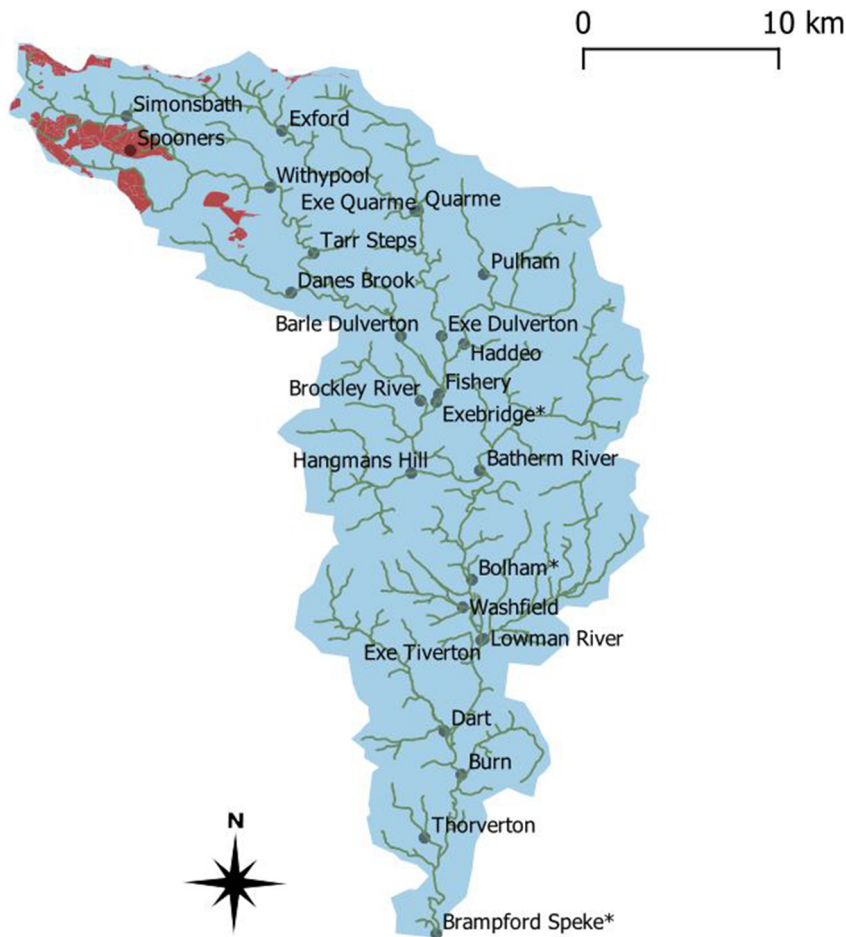 0 10 km
Simonsbath
Exford
Spooners
Withypool
Exe Quarme
Quarme
Tarr Steps
Pulham
Danes Brook
Barle Dulverton
Exe Dulverton
Haddeo
Fishery
Brockley River
Exebridge*
Hangmans Hill
Batherm River
Bolham*
Washfield
Lowman River
Exe Tiverton
Dart
Burn
Thorverton
N
Brampford Speke*